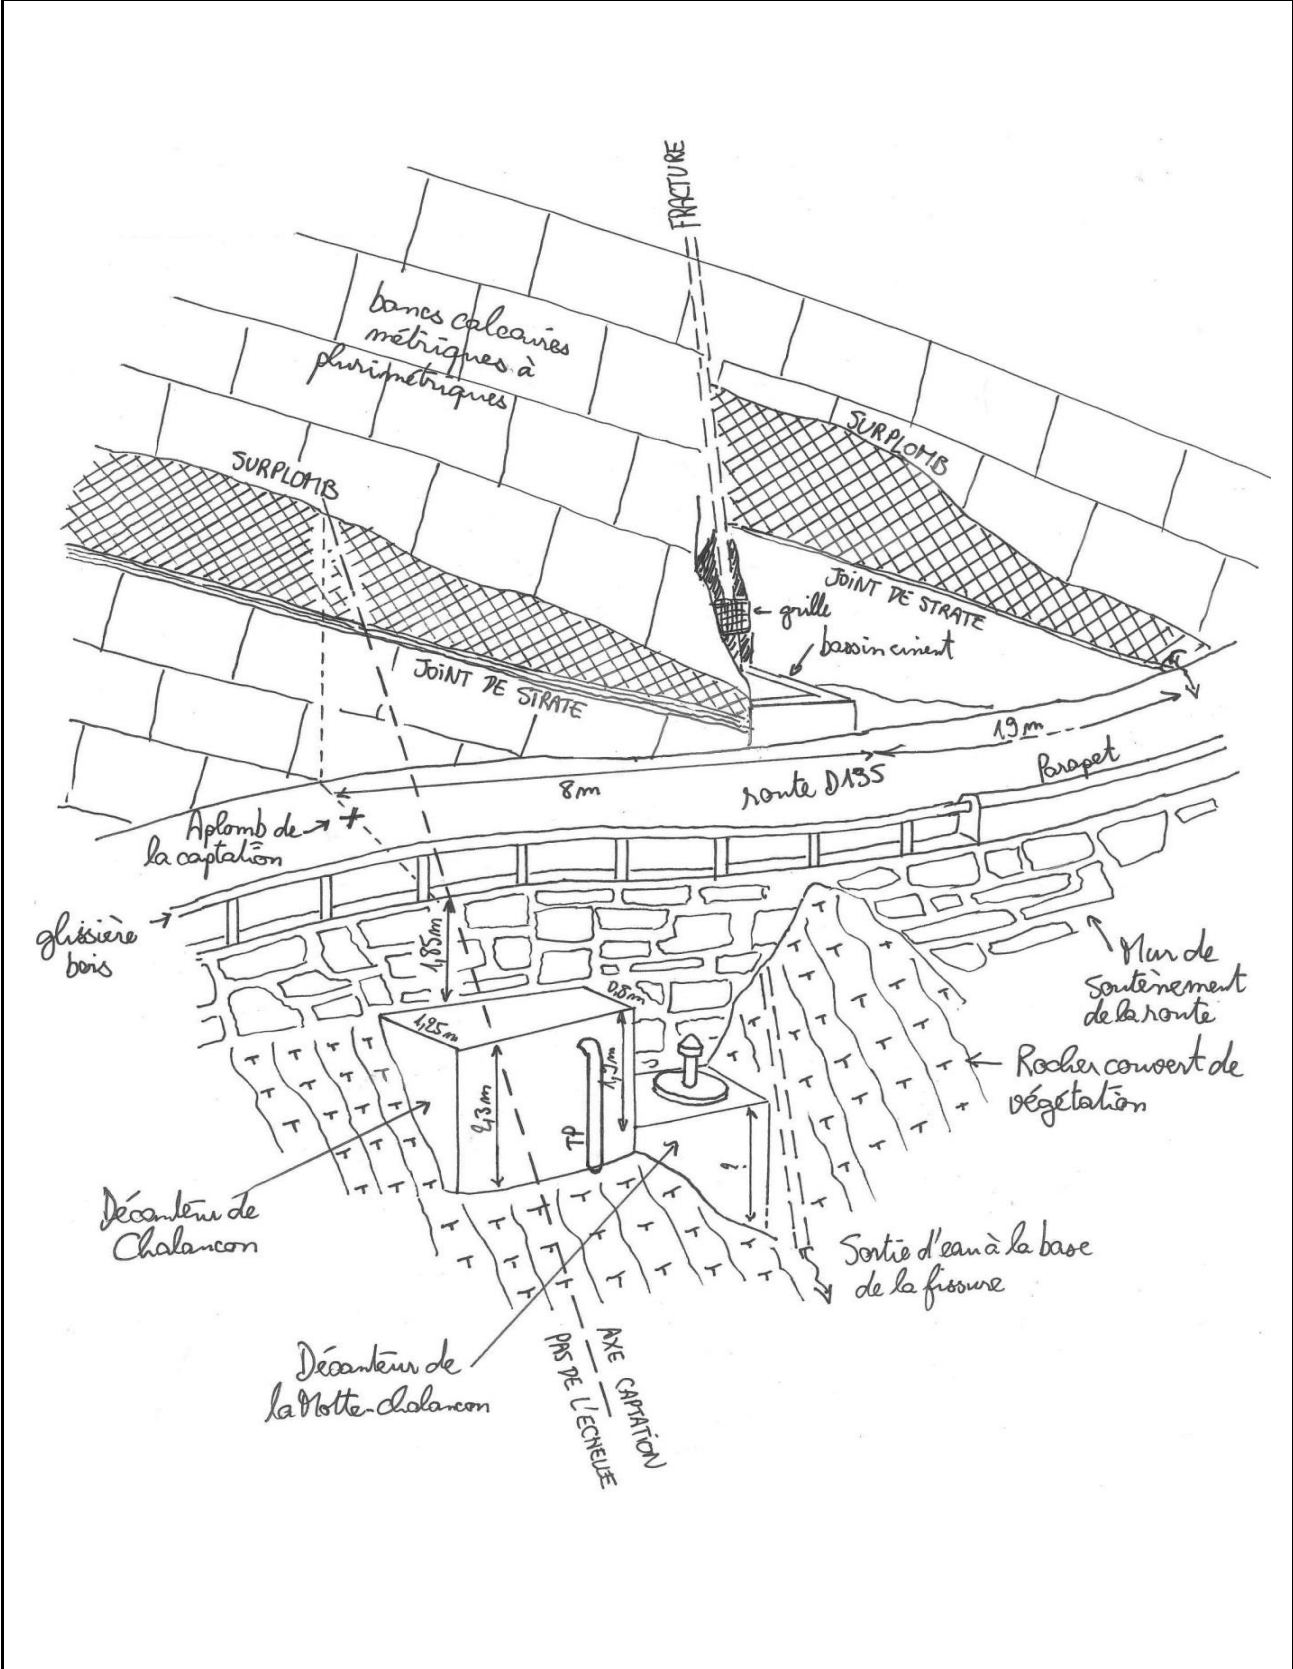 FRACTURE
bancs calcaires
métriques à
plurimétriques
SURPLOMB
SURPLOMB
JOINT DE STRATE
grille
bassin ciment
JOINT DE STRATE
19 m
8m
route D135
Parapet
Aplomb de
la captation
glissière
bois
1,85m
Mur de
soutènement
de la route
0,8m
1,25m
Rocher couvert de
végétation
2,3m
TP
1,9m
?
Décanteur de
Chalancon
Sortie d'eau à la base
de la fissure
Décanteur de
la Motte-chalancon
AXE CAPTATION
PAS DE L'ECHELLE